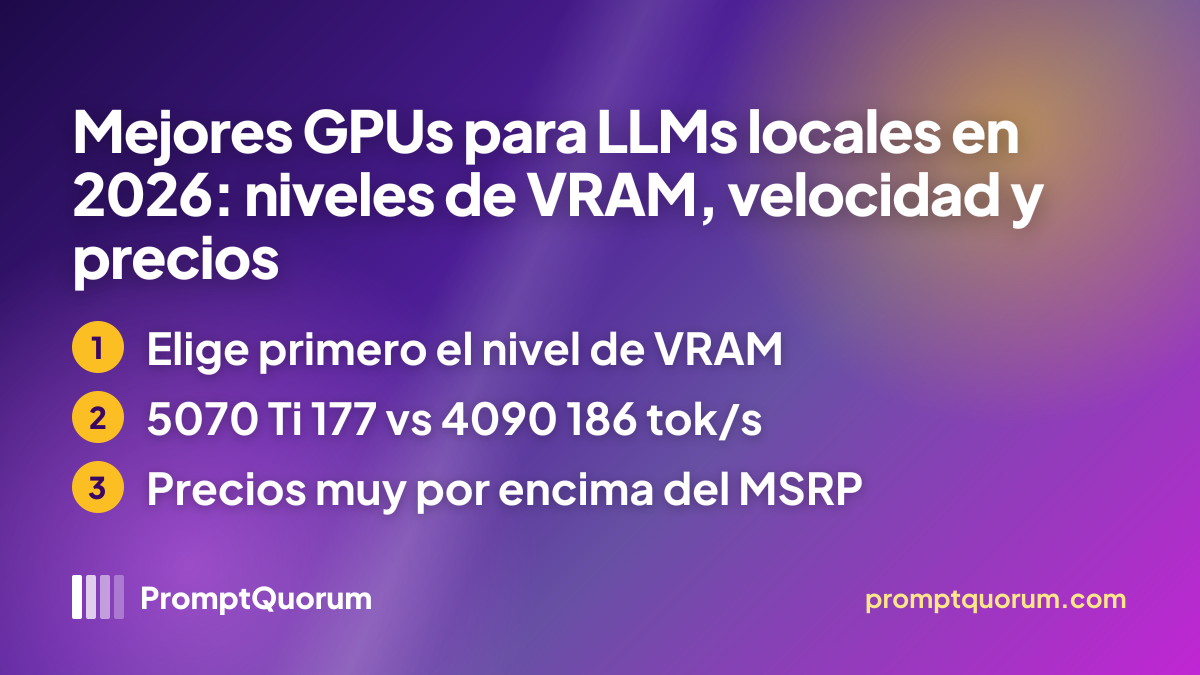 Mejores GPUs para LLMs locales en
2026: niveles de VRAM, velocidad y
precios
1 Elige primero el nivel de VRAM
2 5070 Ti 177 vs 4090 186 tok/s
3 Precios muy por encima del MSRP
PromptQuorum
promptquorum.com